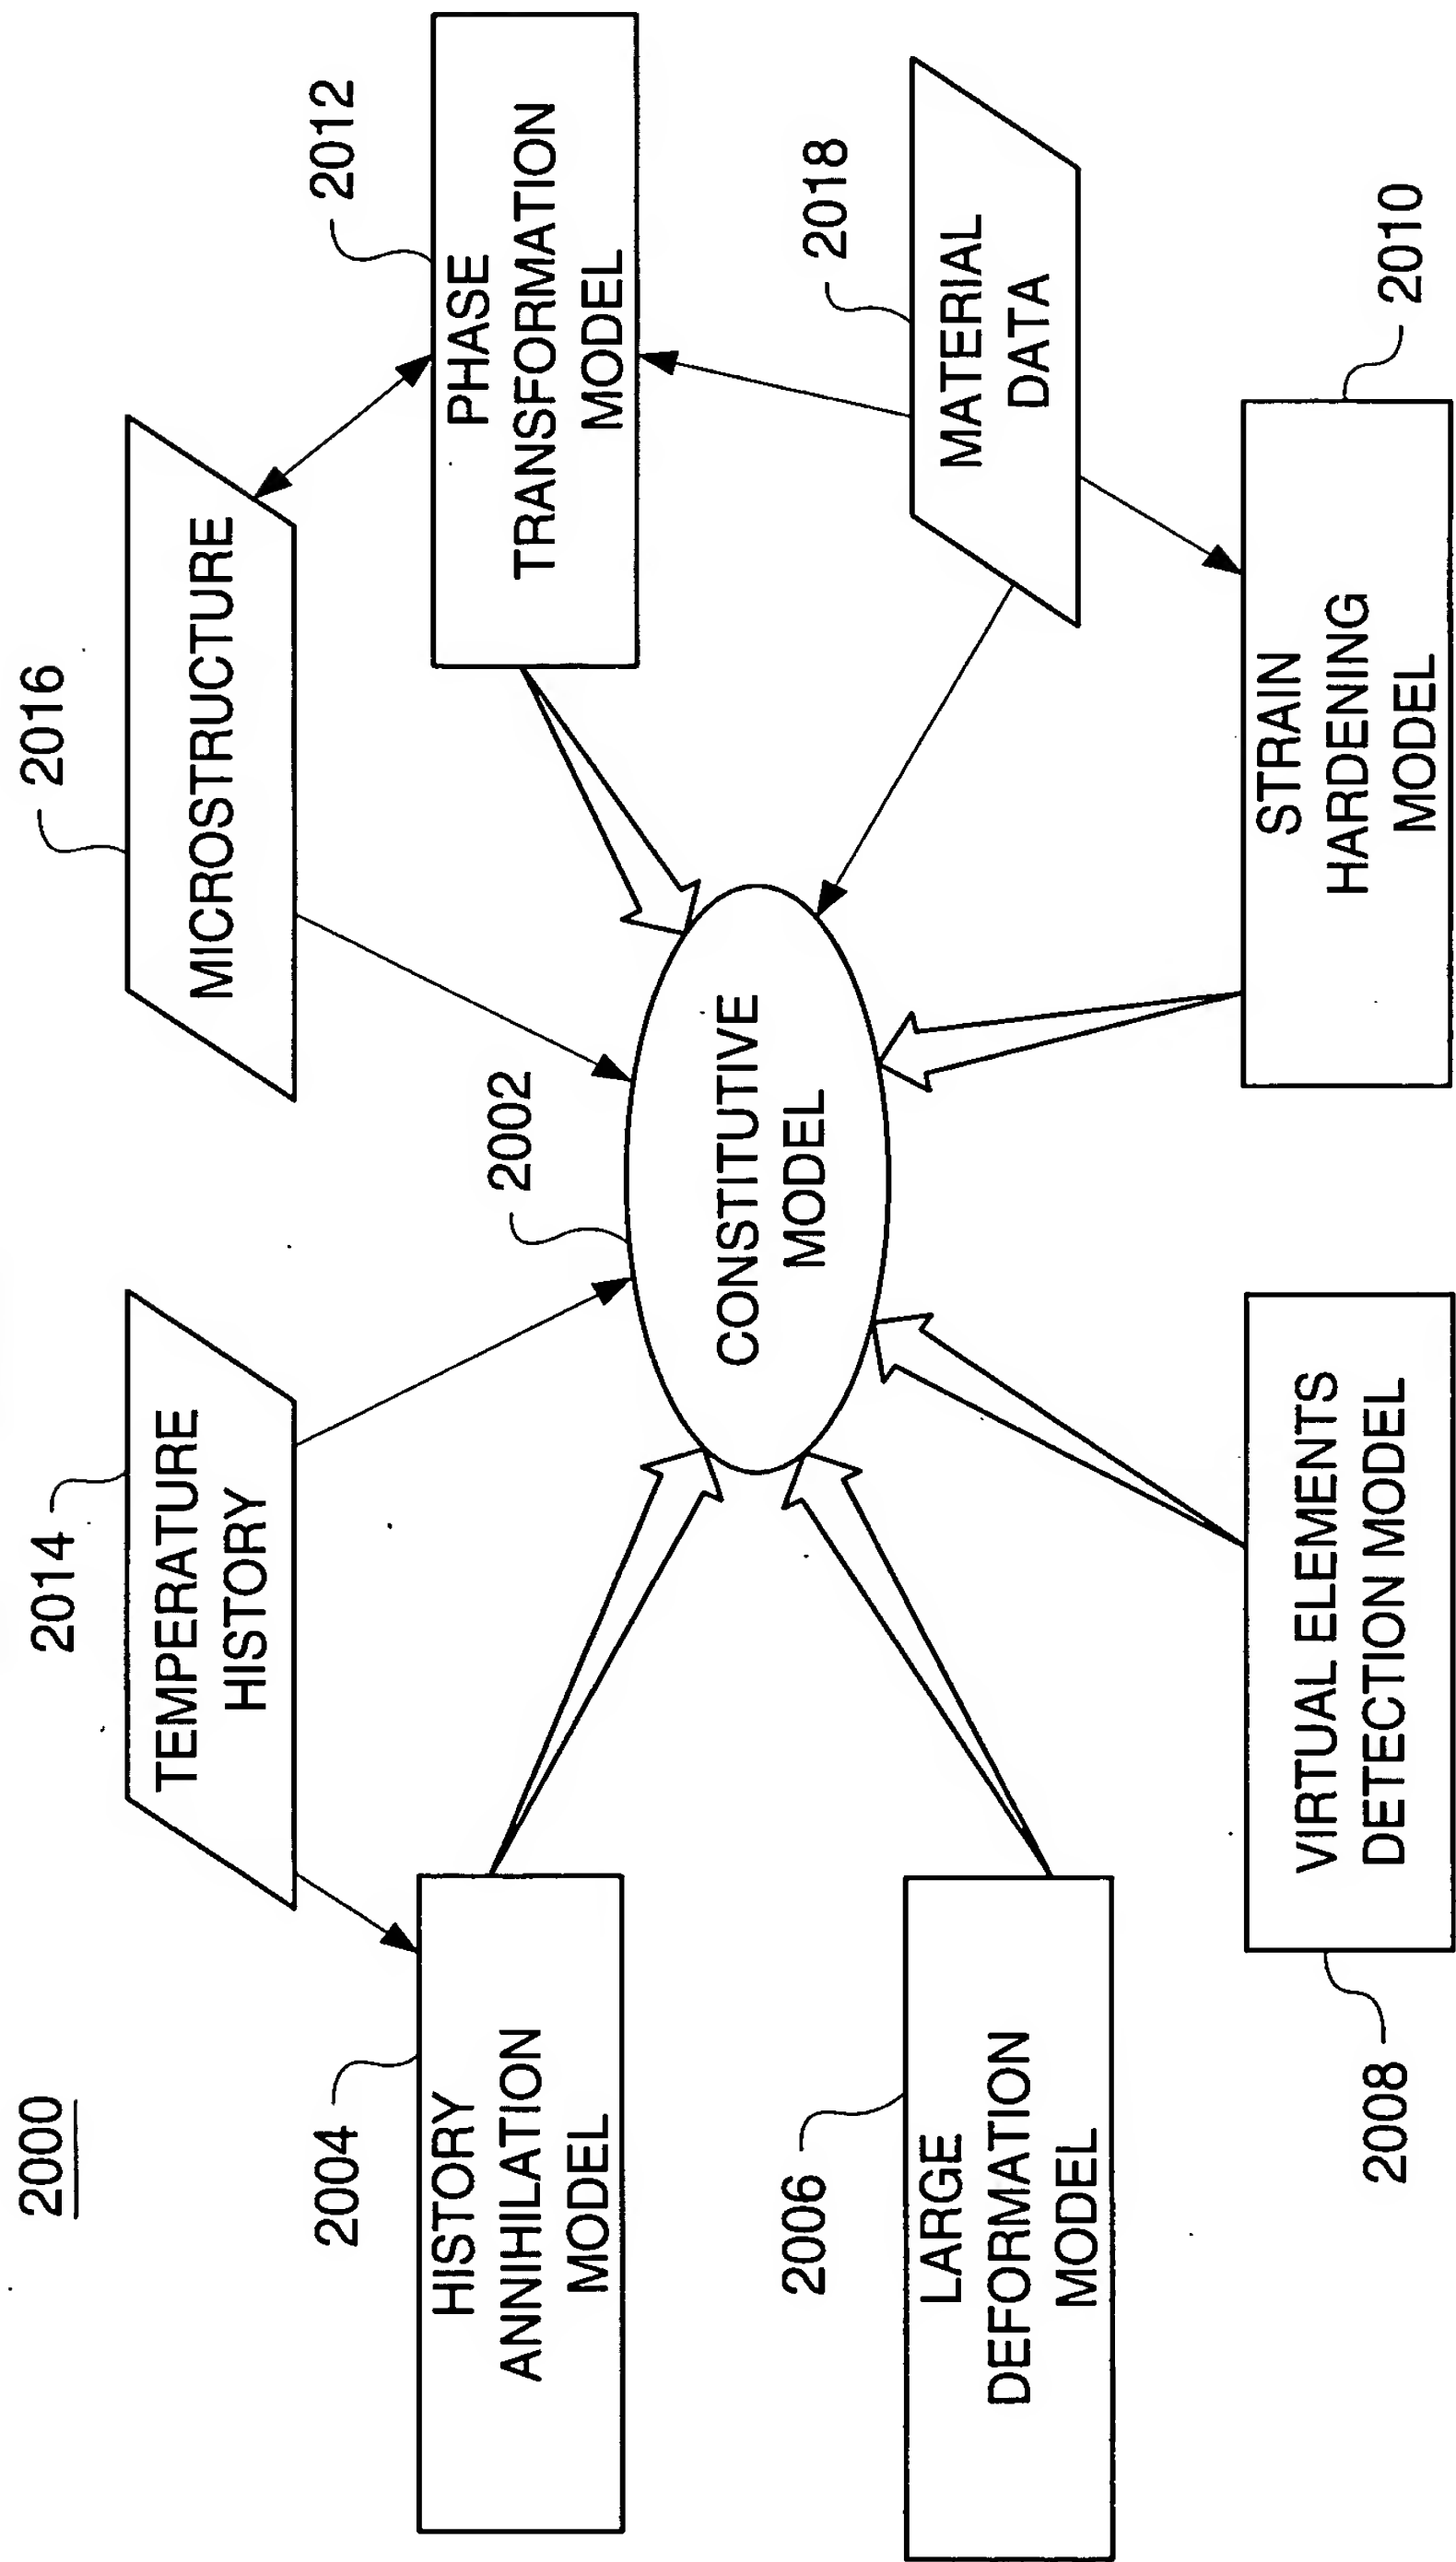 2000
2014
TEMPERATURE
HISTORY
2016
MICROSTRUCTURE
2004
HISTORY
ANNIHILATION
MODEL
2002
CONSTITUTIVE
MODEL
2012
PHASE
TRANSFORMATION
MODEL
2006
LARGE
DEFORMATION
MODEL
2018
MATERIAL
DATA
2008
VIRTUAL ELEMENTS
DETECTION MODEL
STRAIN
HARDENING
MODEL
2010